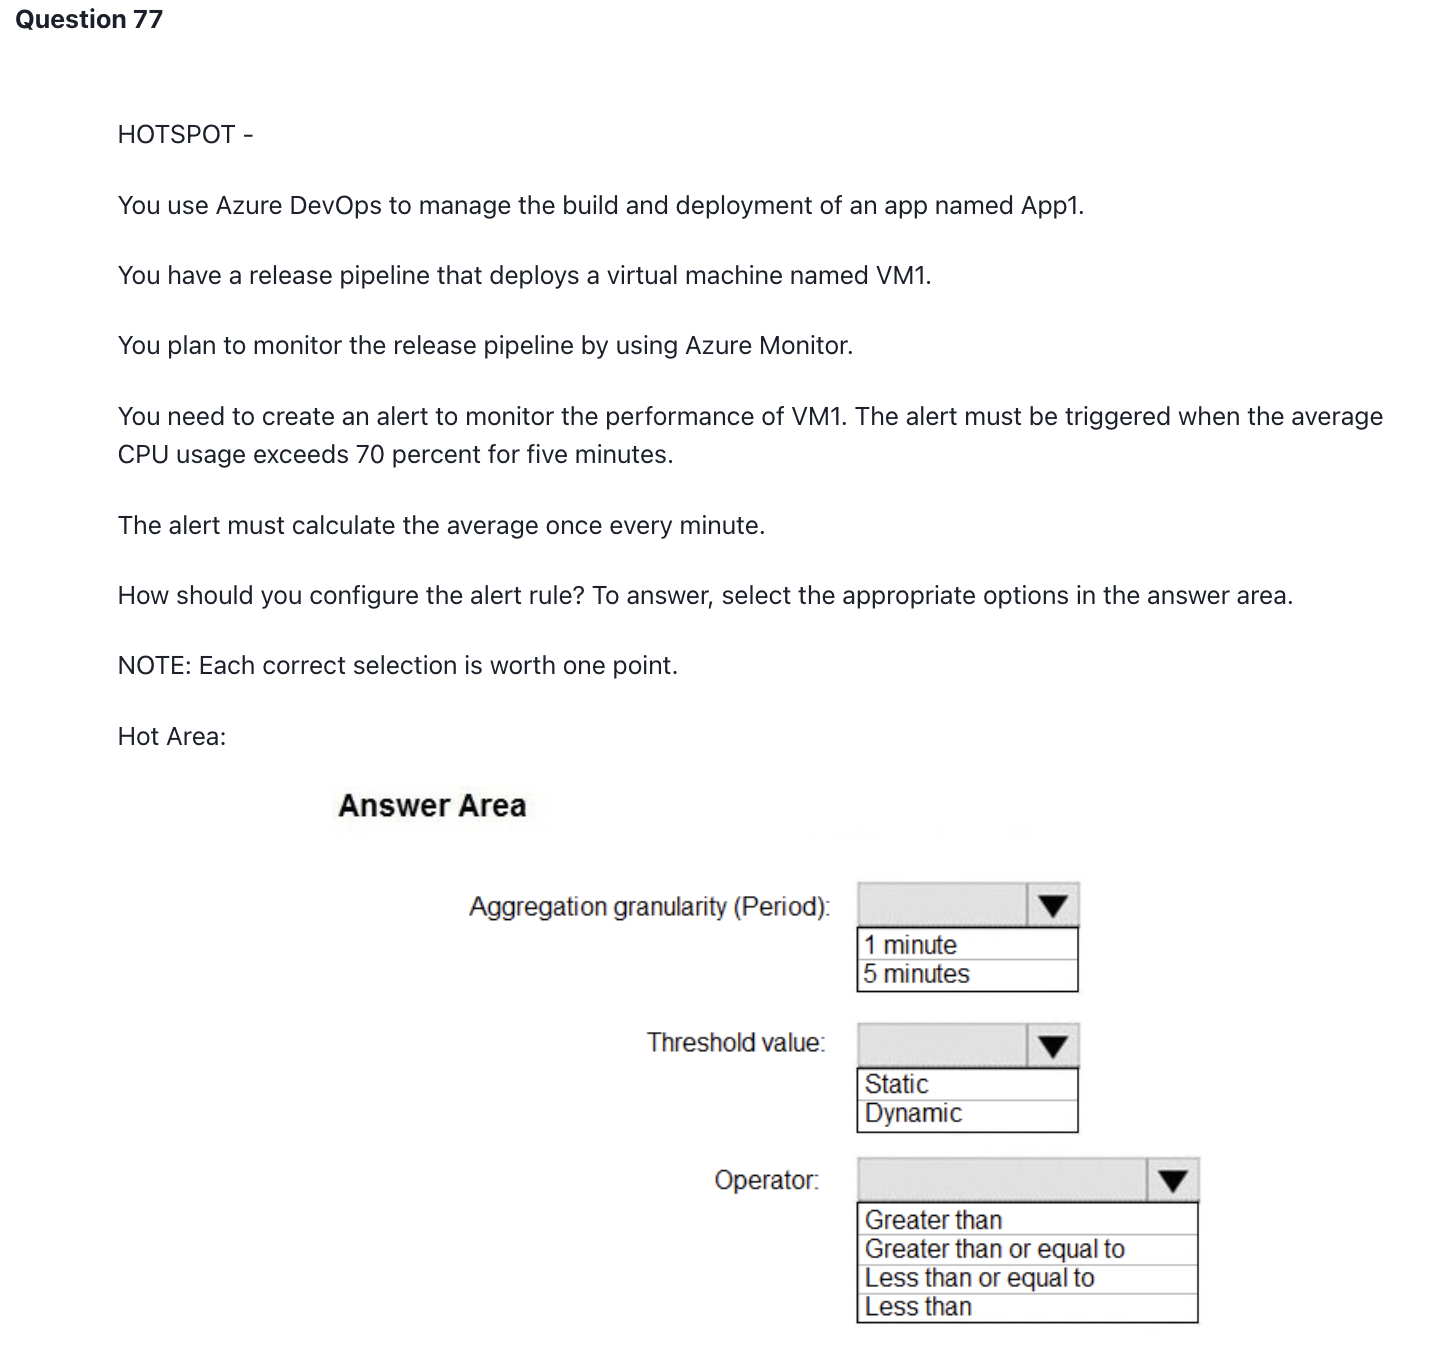 Question 77
HOTSPOT -
You use Azure DevOps to manage the build and deployment of an app named App1.
You have a release pipeline that deploys a virtual machine named VM1.
You plan to monitor the release pipeline by using Azure Monitor.
You need to create an alert to monitor the performance of VM1. The alert must be triggered when the average
CPU usage exceeds 70 percent for five minutes.
The alert must calculate the average once every minute.
How should you configure the alert rule? To answer, select the appropriate options in the answer area.
NOTE: Each correct selection is worth one point.
Hot Area:
Answer Area
Aggregation granularity (Period):
1 minute
5 minutes
Threshold value:
Static
Dynamic
Operator:
Greater than
Greater than or equal to
Less than or equal to
Less than